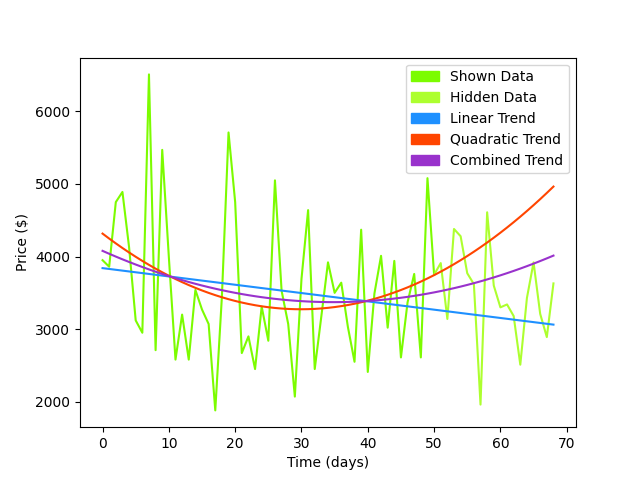 Shown Data
Hidden Data
Linear Trend
Quadratic Trend
Combined Trend
6000
5000
4000
3000
2000
Price ($)
0 10 20 30 40 50 60 70
Time (days)